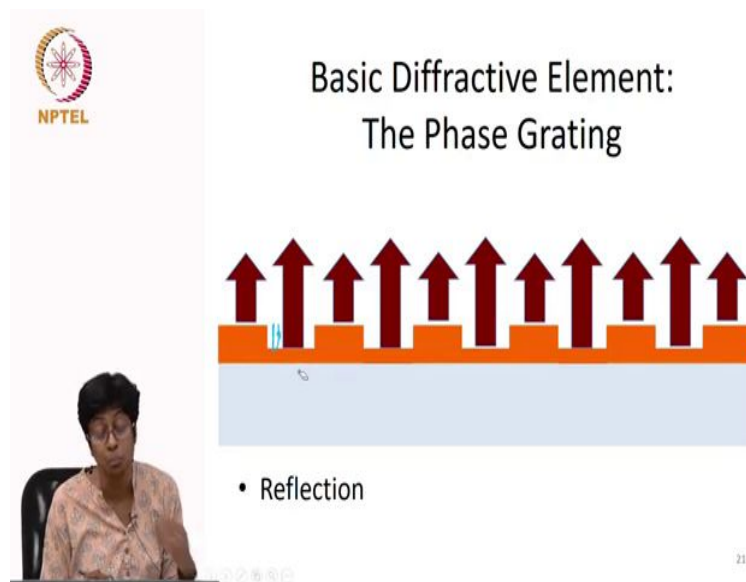 NPTEL
Basic Diffractive Element:
The Phase Grating
• Reflection
21